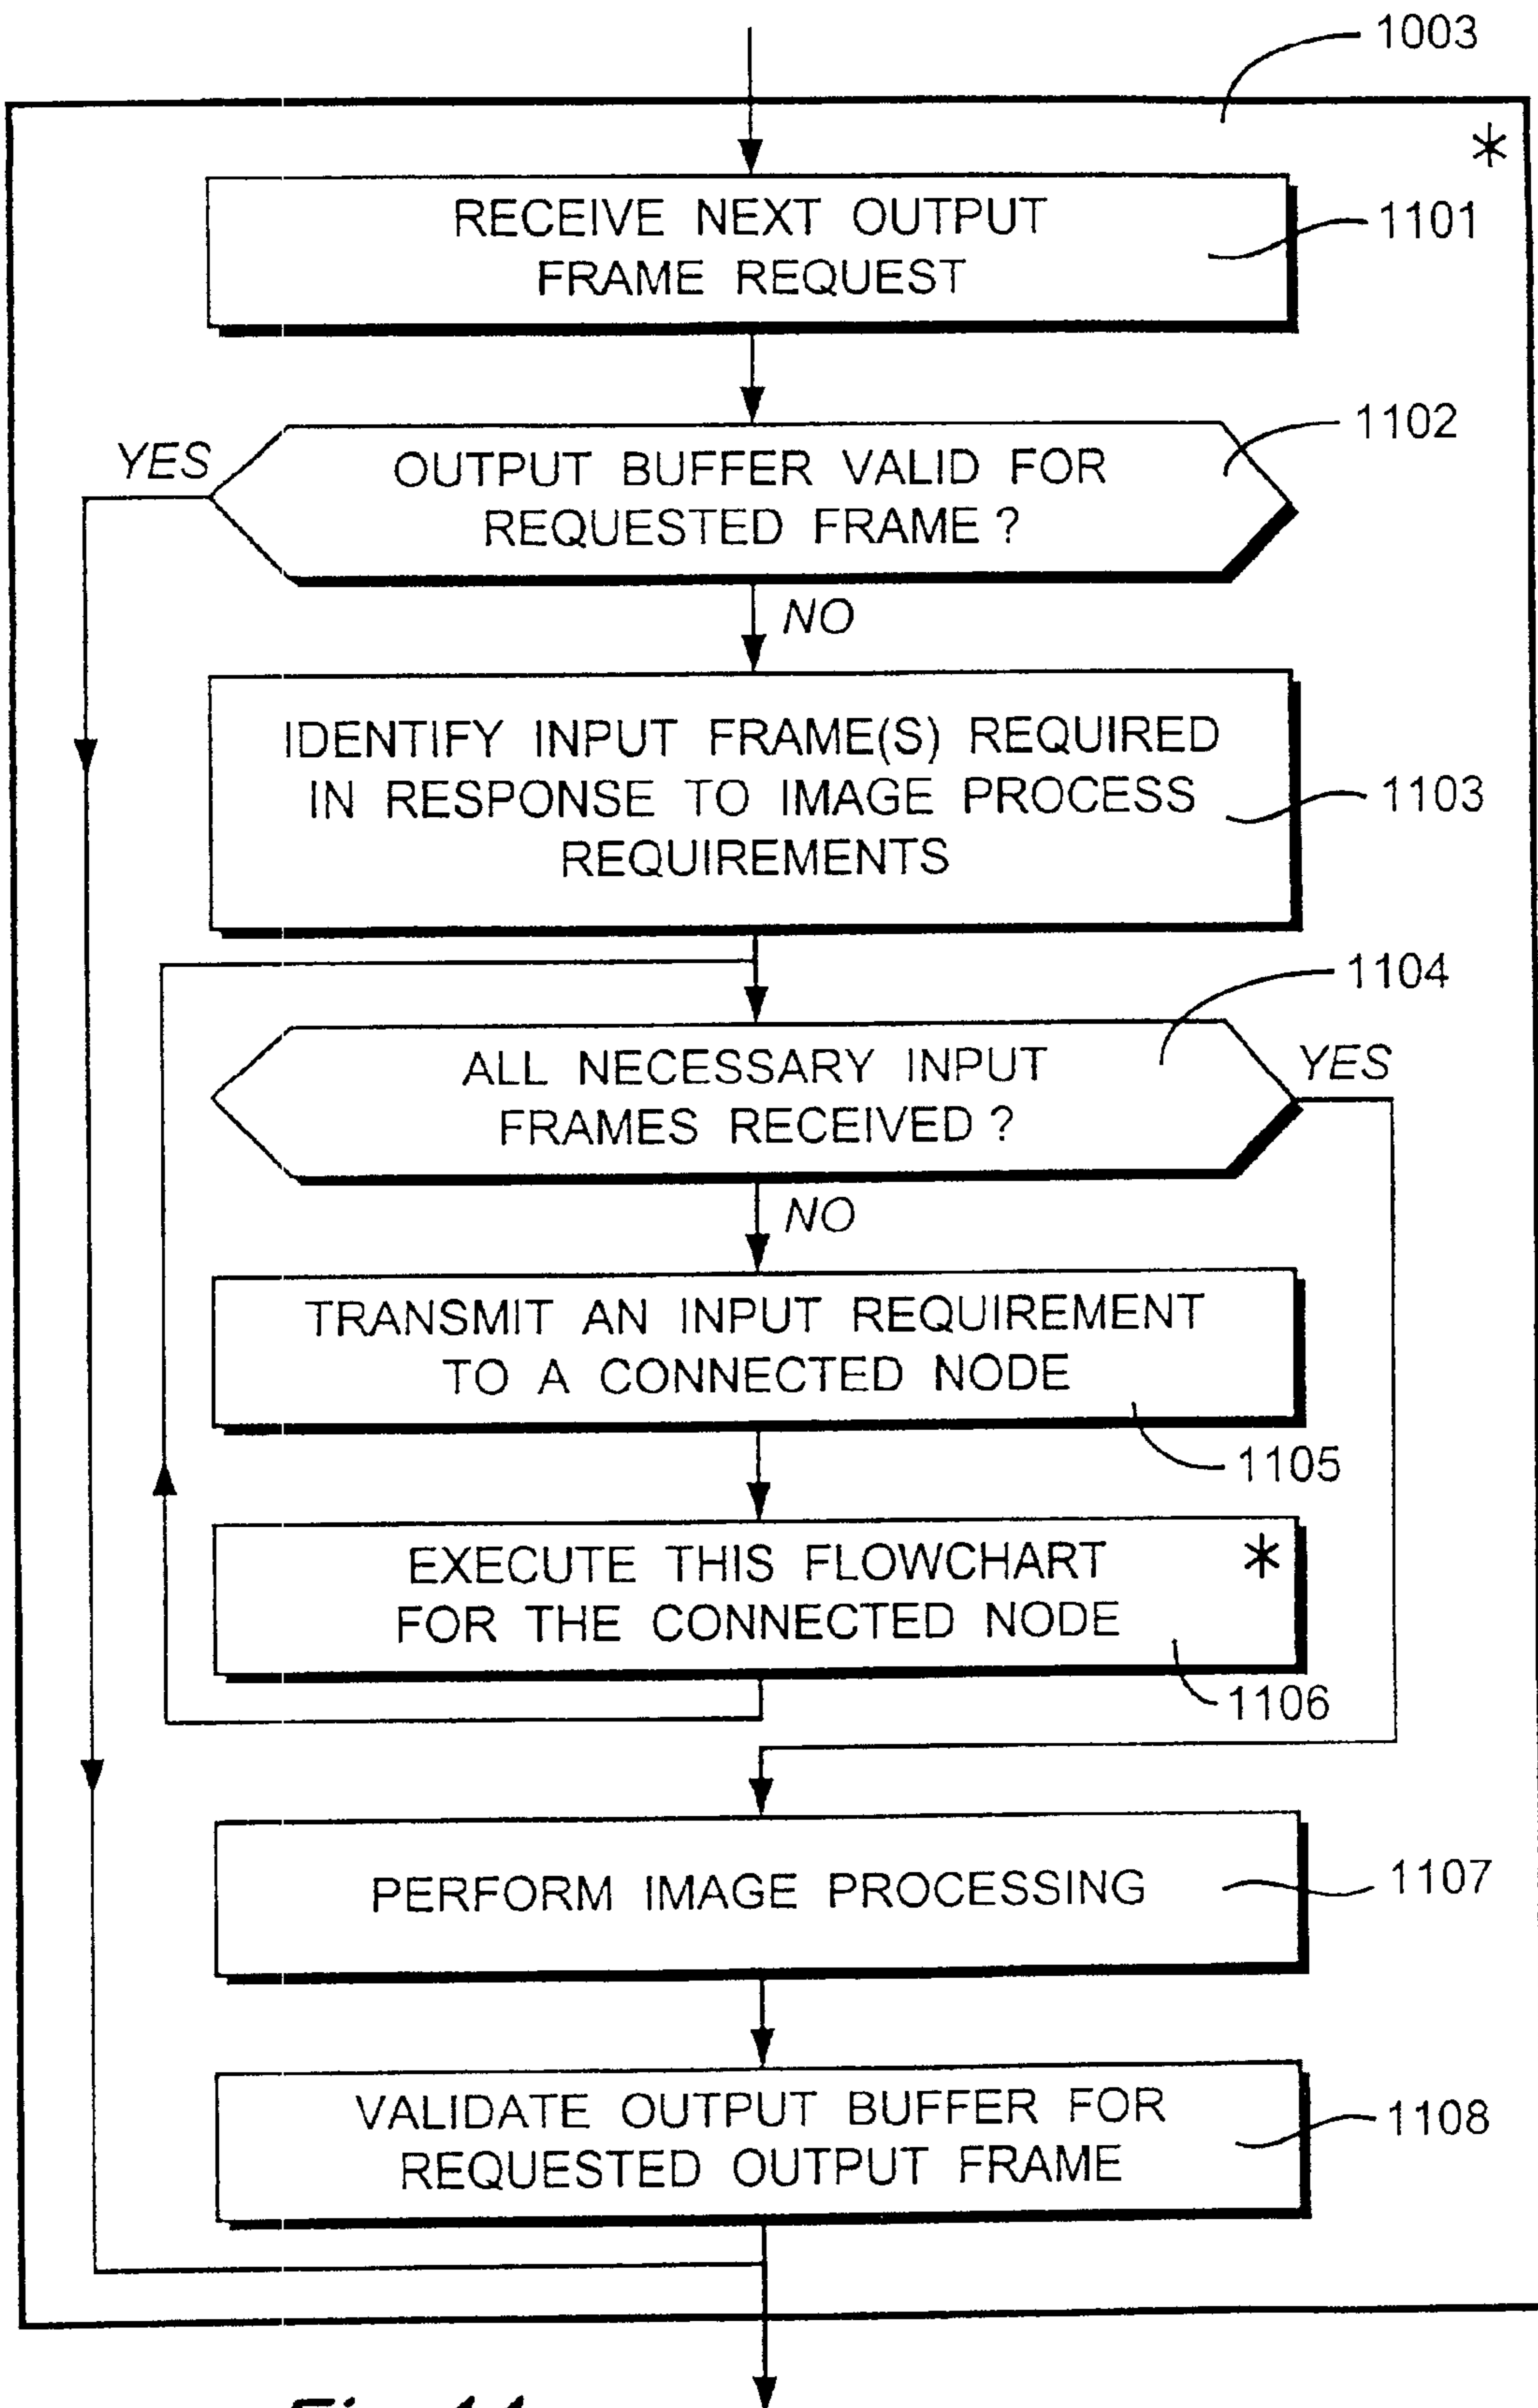 1003
*
RECEIVE NEXT OUTPUT
FRAME REQUEST
1101
1102
YES
OUTPUT BUFFER VALID FOR
REQUESTED FRAME ?
NO
IDENTIFY INPUT FRAME(S) REQUIRED
IN RESPONSE TO IMAGE PROCESS
REQUIREMENTS
1103
1104
ALL NECESSARY INPUT
FRAMES RECEIVED ?
YES
NO
TRANSMIT AN INPUT REQUIREMENT
TO A CONNECTED NODE
1105
EXECUTE THIS FLOWCHART
FOR THE CONNECTED NODE
*
1106
PERFORM IMAGE PROCESSING
1107
VALIDATE OUTPUT BUFFER FOR
REQUESTED OUTPUT FRAME
1108